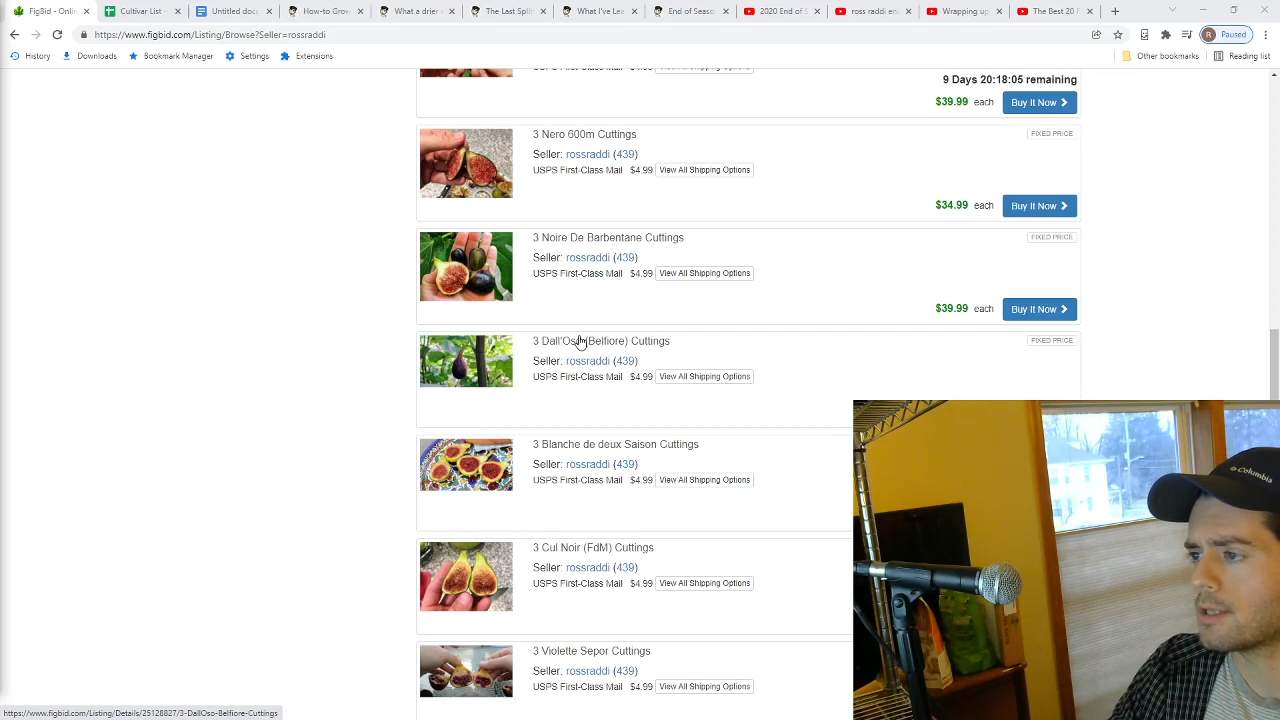 FigBid - Onli
Cultivar List -
Untitled docu
How-to Grow
What a drier
The Last Split
What I've Lea
End of Seaso
2020 End of S
ross raddi en
Wrapping up
The Best 20 F
https://www.figbid.com/Listing/Browse?Seller=rossraddi
R Paused
History
Downloads
Bookmark Manager
Settings
Extensions
Other bookmarks
Reading list
9 Days 20:18:05 remaining
$39.99 each Buy It Now
3 Nero 600m Cuttings
FIXED PRICE
Seller: rossraddi (439)
USPS First-Class Mail $4.99 View All Shipping Options
$34.99 each Buy It Now
3 Noire De Barbentane Cuttings
FIXED PRICE
Seller: rossraddi (439)
USPS First-Class Mail $4.99 View All Shipping Options
$39.99 each Buy It Now
3 Dall'Oso (Belfiore) Cuttings
FIXED PRICE
Seller: rossraddi (439)
USPS First-Class Mail $4.99 View All Shipping Options
3 Blanche de deux Saison Cuttings
Seller: rossraddi (439)
USPS First-Class Mail $4.99 View All Shipping Options
3 Cul Noir (FdM) Cuttings
Seller: rossraddi (439)
USPS First-Class Mail $4.99 View All Shipping Options
3 Violette Sepor Cuttings
Seller: rossraddi (439)
USPS First-Class Mail $4.99 View All Shipping Options
Columbia
https://www.figbid.com/Listing/Details/25128827/3-DallOso-Belfiore-Cuttings